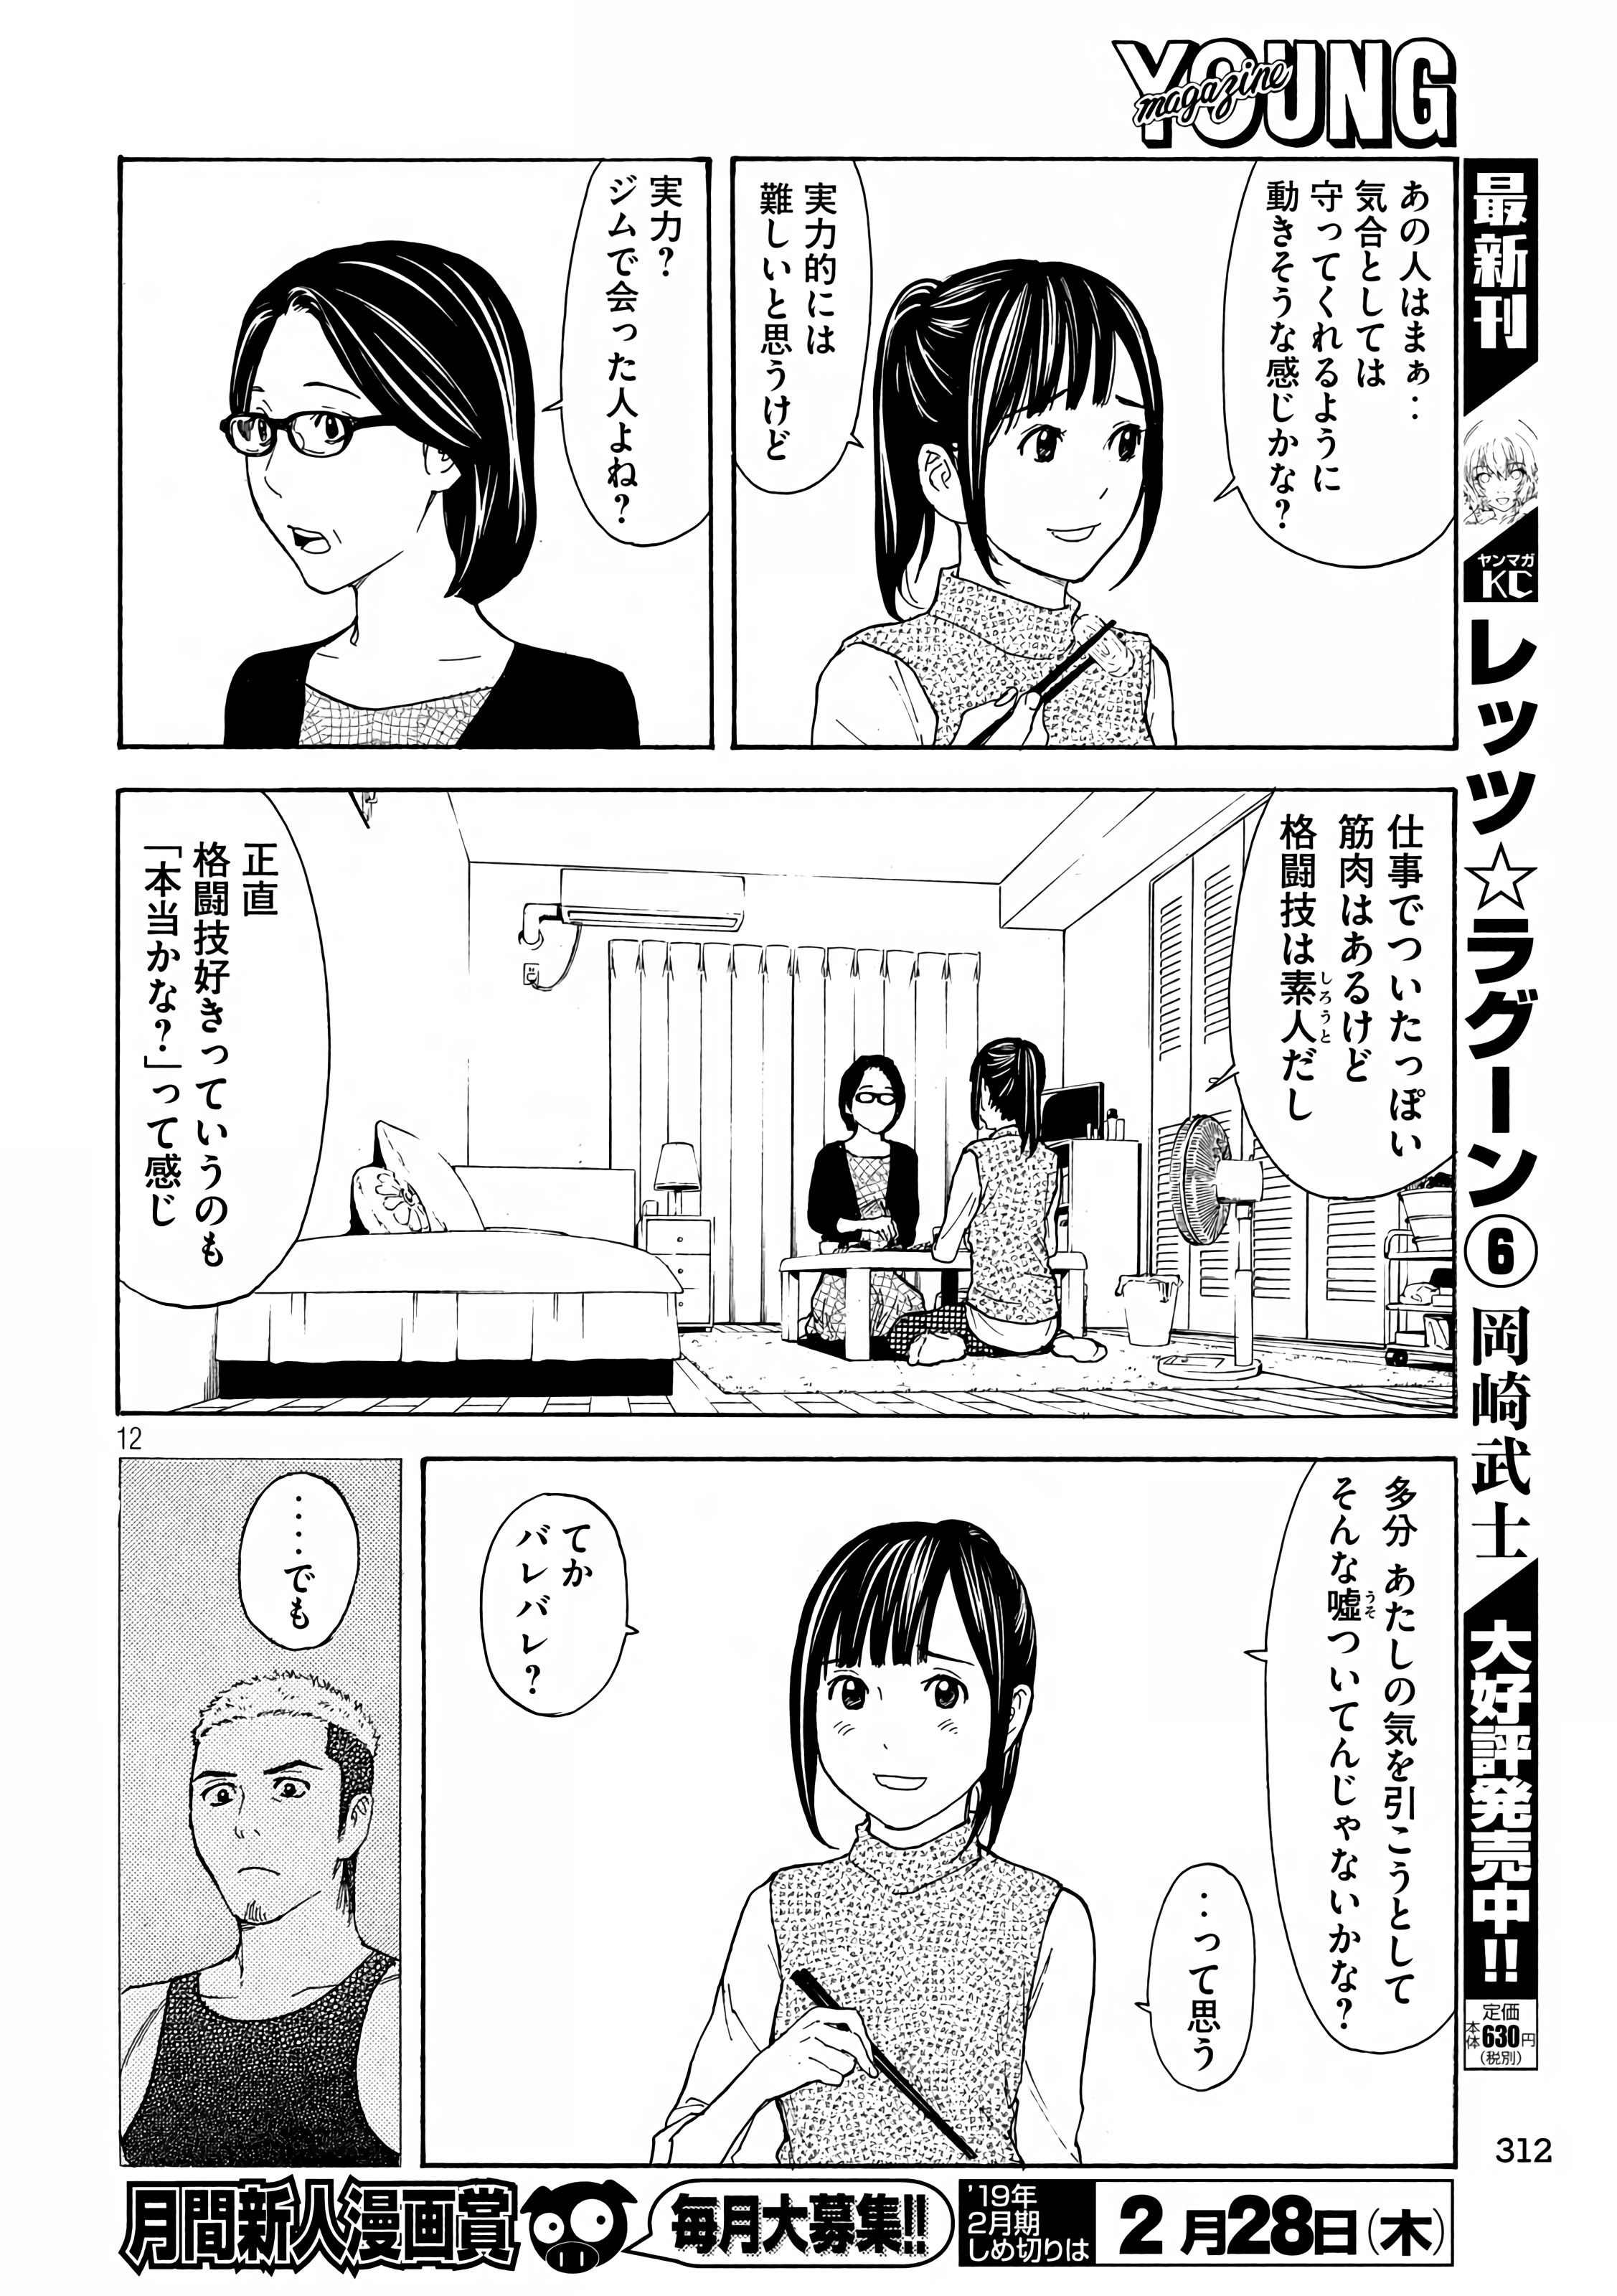 YOUNG
magazine
あの人はまぁ‥
気合としては
守ってくれるように
動きそうな感じかな?
実力的には
難しいと思うけど
実力?
ジムで会った人よね?
仕事でついたっぽい
筋肉はあるけど
格闘技は素人だし
しろうと
正直
格闘技好きっていうのも
「本当かな?」って感じ
多分 あたしの気を引こうとして
そんな嘘ついてんじゃないかな?
うそ
‥って思う
てか
バレバレ?
‥‥でも
12
最新刊
ヤンマガ
KC
レッツ☆ラグーン⑥
岡崎武士
大好評発売中!!
定価
本体630円
(税別)
312
月間新人漫画賞
毎月大募集!!
'19年
2月期
しめ切りは
2月28日(木)